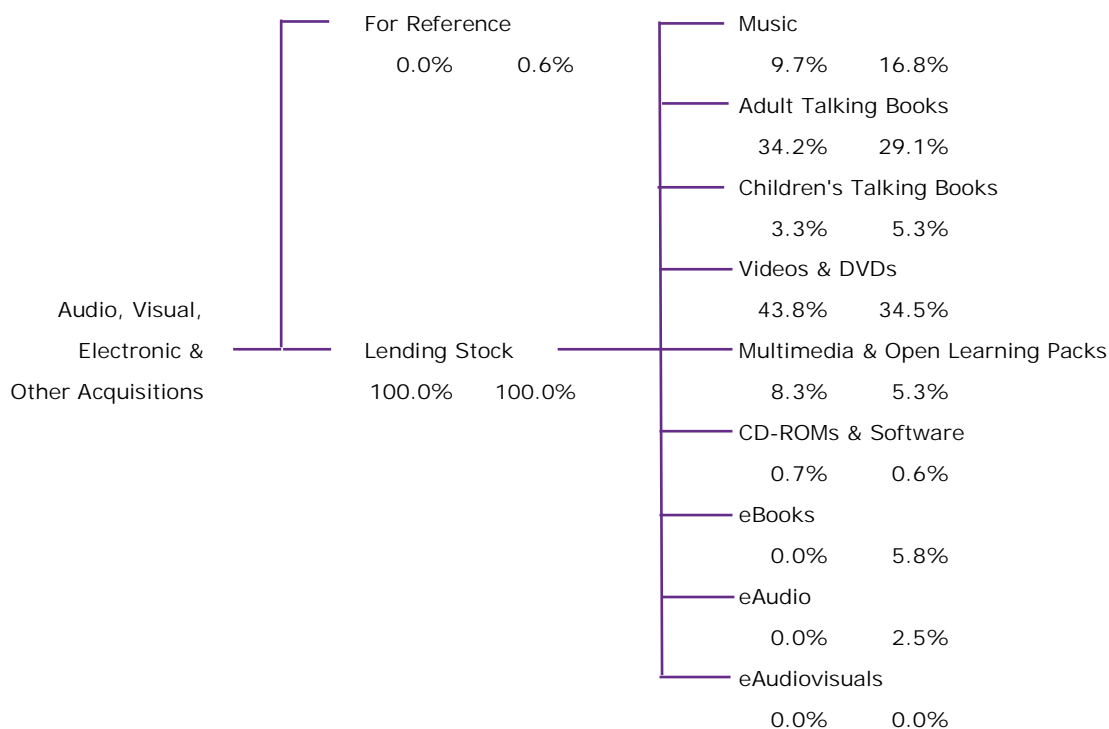 For Reference
0.0% 0.6%
Audio, Visual,
Electronic &
Other Acquisitions
Lending Stock
100.0% 100.0%
Music
9.7% 16.8%
Adult Talking Books
34.2% 29.1%
Children's Talking Books
3.3% 5.3%
Videos & DVDs
43.8% 34.5%
Multimedia & Open Learning Packs
8.3% 5.3%
CD-ROMs & Software
0.7% 0.6%
eBooks
0.0% 5.8%
eAudio
0.0% 2.5%
eAudiovisuals
0.0% 0.0%